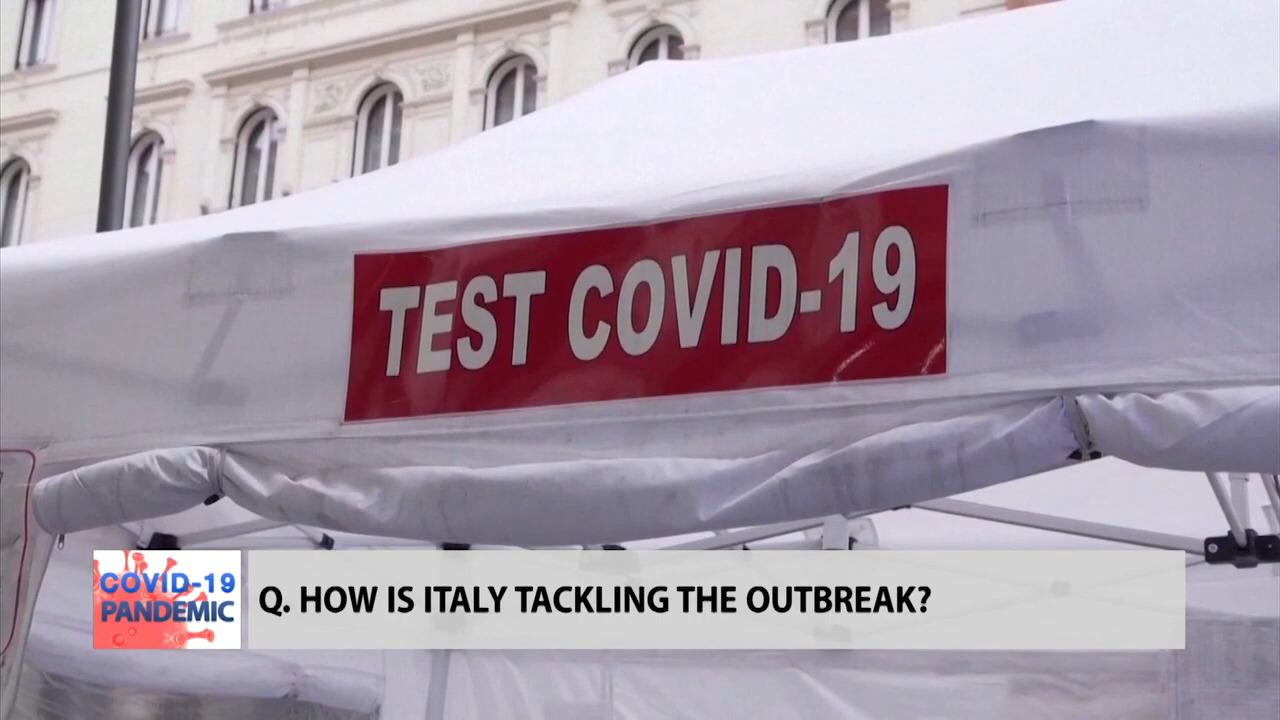 TEST COVID-19
COVID-19
PANDEMIC
Q. HOW IS ITALY TACKLING THE OUTBREAK?